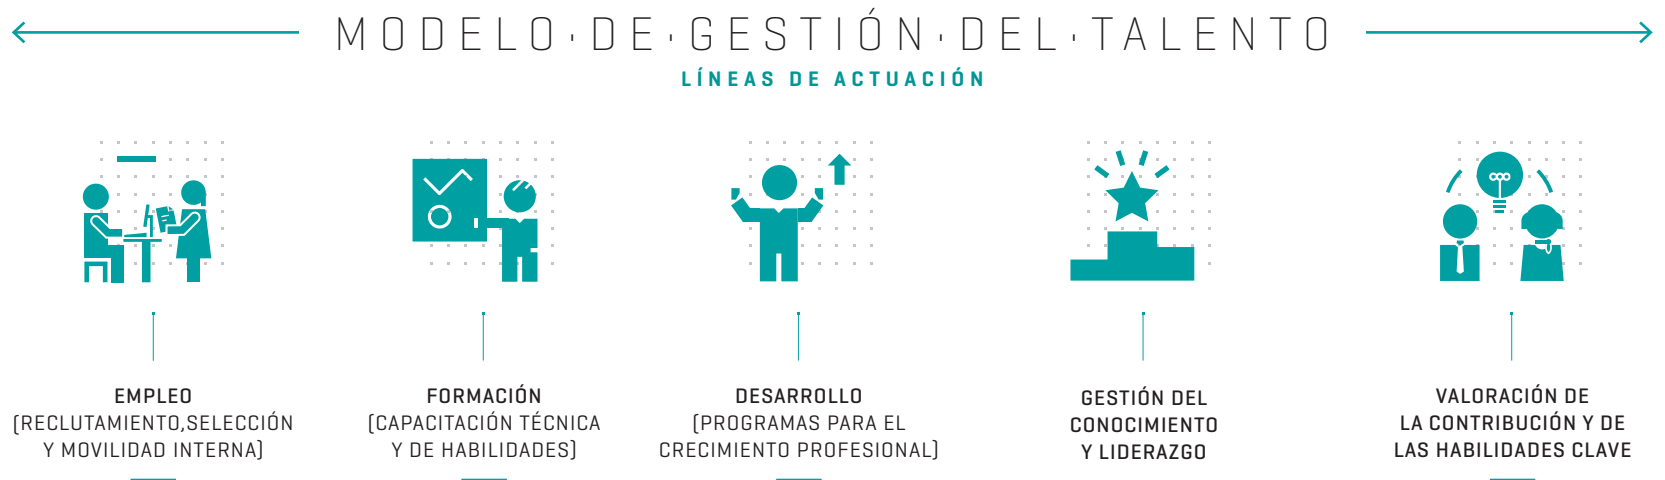 MODELO·DE·GESTIÓN·DEL·TALENTO
LÍNEAS DE ACTUACIÓN
EMPLEO
(RECLUTAMIENTO,SELECCIÓN
Y MOVILIDAD INTERNA)
FORMACIÓN
(CAPACITACIÓN TÉCNICA
Y DE HABILIDADES)
DESARROLLO
(PROGRAMAS PARA EL
CRECIMIENTO PROFESIONAL)
GESTIÓN DEL
CONOCIMIENTO
Y LIDERAZGO
VALORACIÓN DE
LA CONTRIBUCIÓN Y DE
LAS HABILIDADES CLAVE